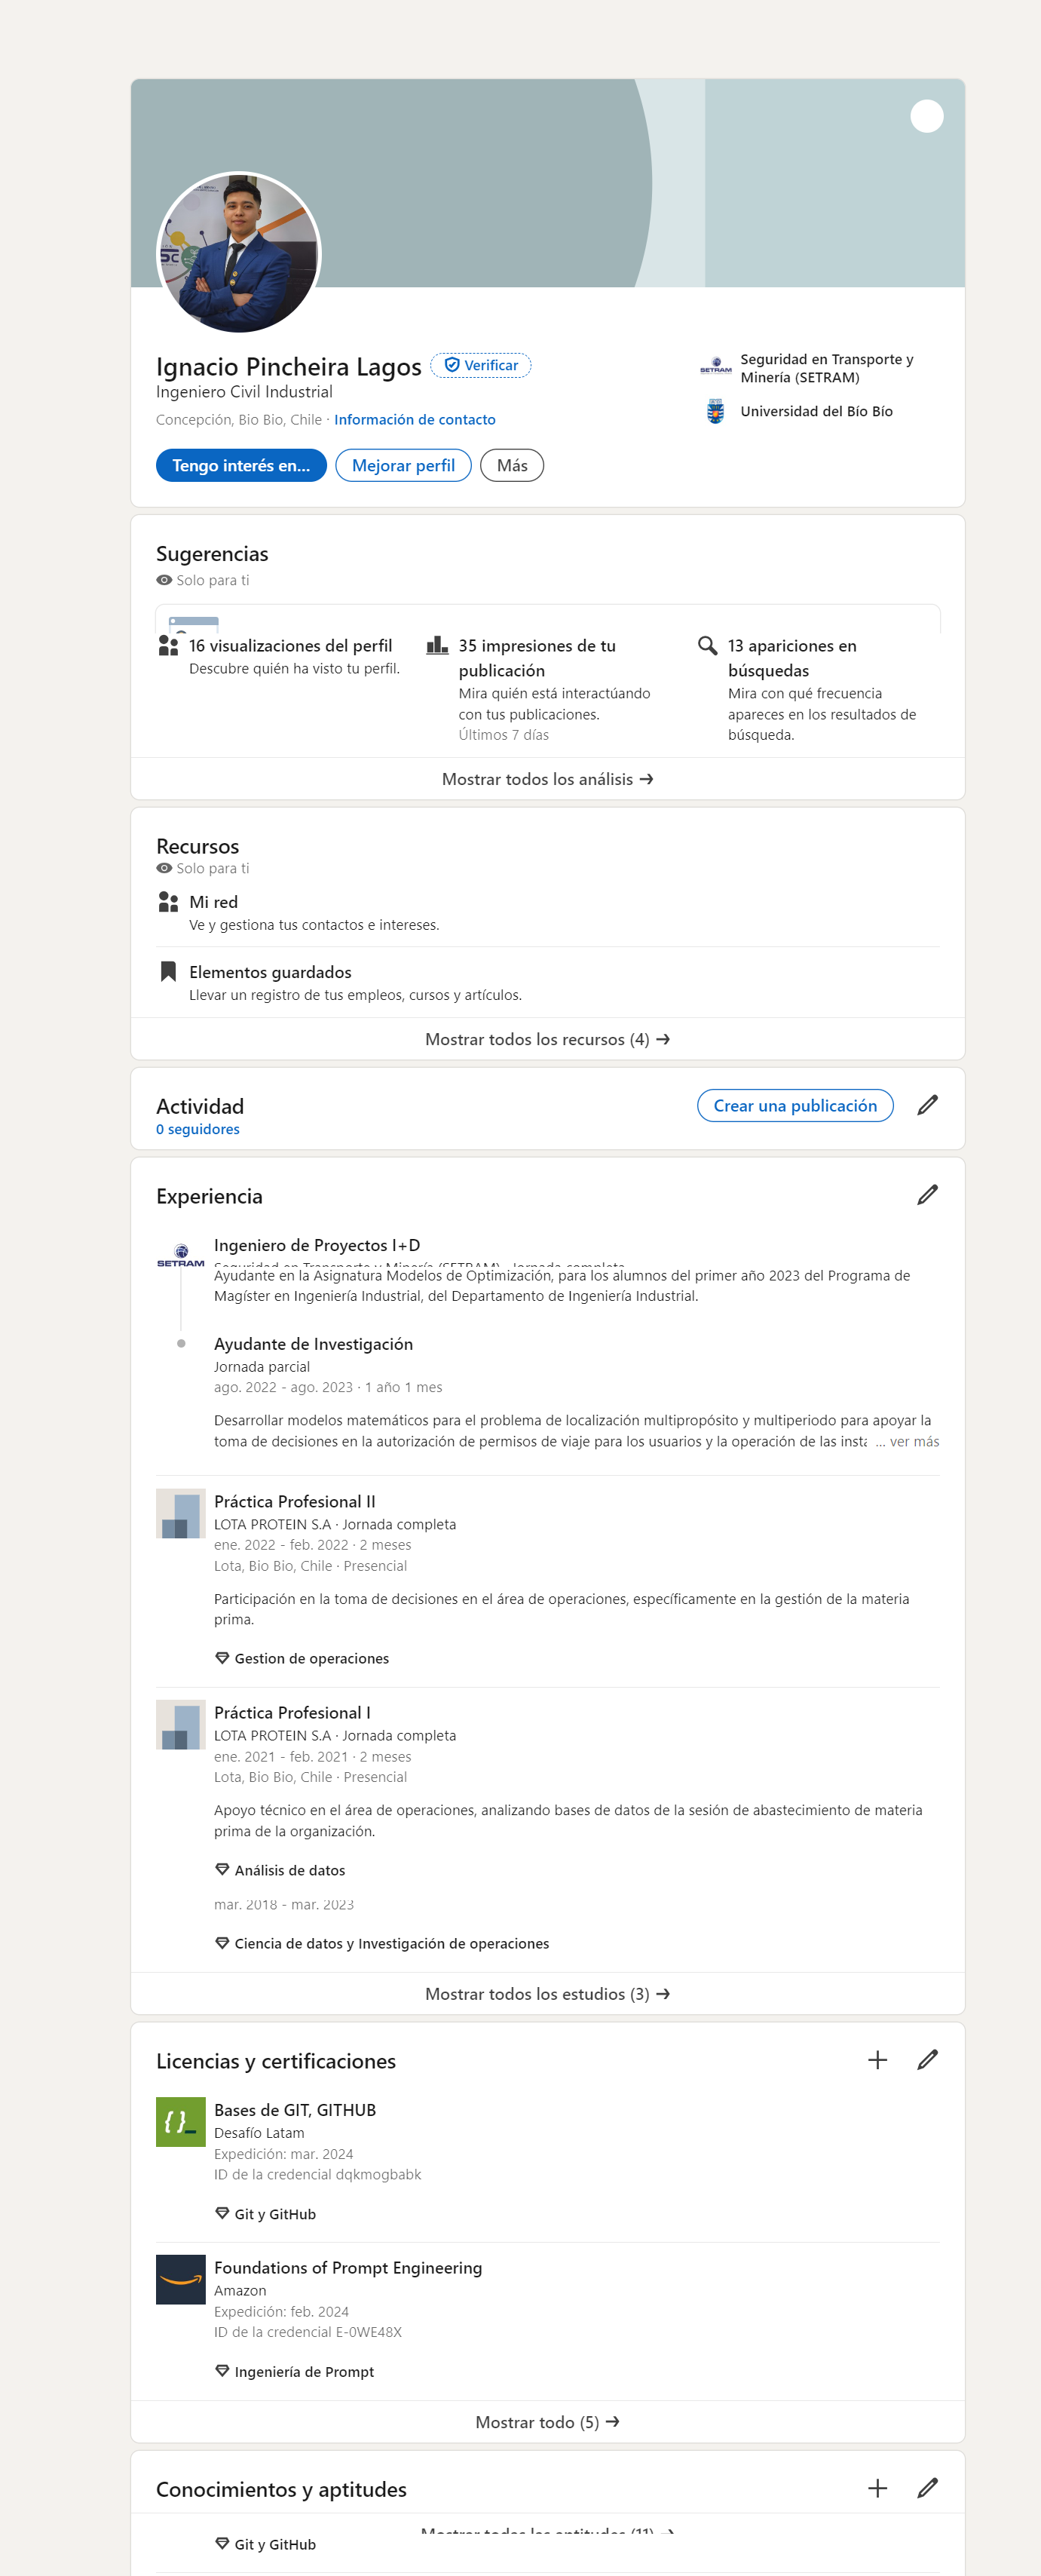 Ignacio Pincheira Lagos
Verificar
Ingeniero Civil Industrial
Concepción, Bio Bio, Chile · Información de contacto
Tengo interés en...
Mejorar perfil
Más
SETRAM
Seguridad en Transporte y
Minería (SETRAM)
Universidad del Bío Bío
Sugerencias
Solo para ti
16 visualizaciones del perfil
Descubre quién ha visto tu perfil.
35 impresiones de tu
publicación
Mira quién está interactúando
con tus publicaciones.
Últimos 7 días
13 apariciones en
búsquedas
Mira con qué frecuencia
apareces en los resultados de
búsqueda.
Mostrar todos los análisis →
Recursos
Solo para ti
Mi red
Ve y gestiona tus contactos e intereses.
Elementos guardados
Llevar un registro de tus empleos, cursos y artículos.
Mostrar todos los recursos (4) →
Actividad
0 seguidores
Crear una publicación
Experiencia
SETRAM
Ingeniero de Proyectos I+D
Seguridad en Transporte y Minería (SETRAM) · Jornada completa
Ayudante en la Asignatura Modelos de Optimización, para los alumnos del primer año 2023 del Programa de
Magíster en Ingeniería Industrial, del Departamento de Ingeniería Industrial.
Ayudante de Investigación
Jornada parcial
ago. 2022 - ago. 2023 · 1 año 1 mes
Desarrollar modelos matemáticos para el problema de localización multipropósito y multiperiodo para apoyar la
toma de decisiones en la autorización de permisos de viaje para los usuarios y la operación de las insta ... ver más
Práctica Profesional II
LOTA PROTEIN S.A · Jornada completa
ene. 2022 - feb. 2022 · 2 meses
Lota, Bio Bio, Chile · Presencial
Participación en la toma de decisiones en el área de operaciones, específicamente en la gestión de la materia
prima.
Gestion de operaciones
Práctica Profesional I
LOTA PROTEIN S.A · Jornada completa
ene. 2021 - feb. 2021 · 2 meses
Lota, Bio Bio, Chile · Presencial
Apoyo técnico en el área de operaciones, analizando bases de datos de la sesión de abastecimiento de materia
prima de la organización.
Análisis de datos
mar. 2018 - mar. 2023
Ciencia de datos y Investigación de operaciones
Mostrar todos los estudios (3) →
Licencias y certificaciones
Bases de GIT, GITHUB
Desafío Latam
Expedición: mar. 2024
ID de la credencial dqkmogbabk
Git y GitHub
Foundations of Prompt Engineering
Amazon
Expedición: feb. 2024
ID de la credencial E-0WE48X
Ingeniería de Prompt
Mostrar todo (5) →
Conocimientos y aptitudes
Mostrar todas las aptitudes (11) →
Git y GitHub